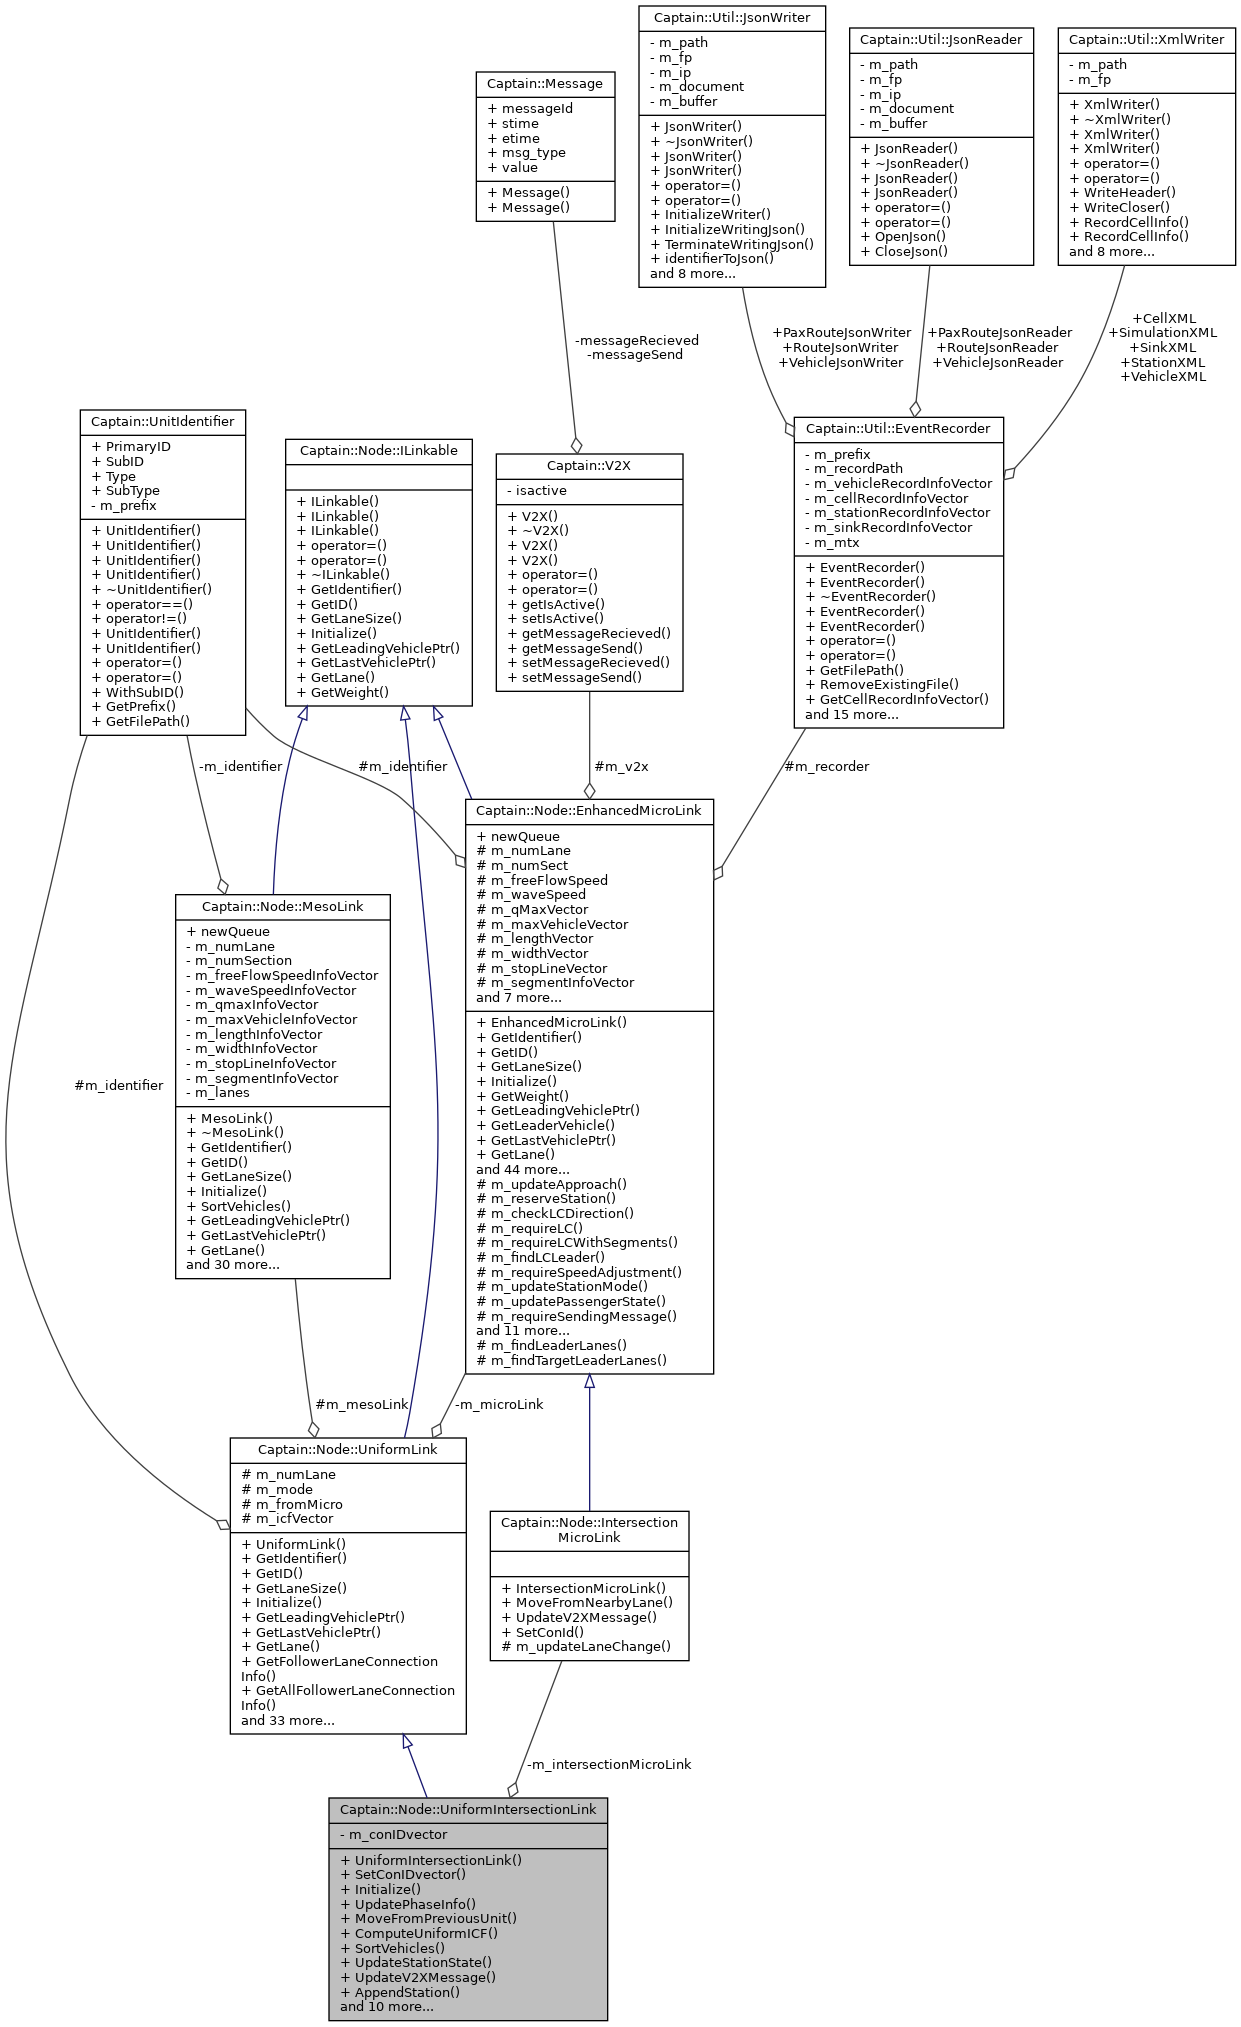 Captain::Util::JsonWriter
- m_path
- m_fp
- m_ip
- m_document
- m_buffer
+ JsonWriter()
+ ~JsonWriter()
+ JsonWriter()
+ JsonWriter()
+ operator=()
+ operator=()
+ InitializeWriter()
+ InitializeWritingJson()
+ TerminateWritingJson()
+ identifierToJson()
and 8 more...
Captain::Util::JsonReader
- m_path
- m_fp
- m_ip
- m_document
- m_buffer
+ JsonReader()
+ ~JsonReader()
+ JsonReader()
+ JsonReader()
+ operator=()
+ operator=()
+ OpenJson()
+ CloseJson()
Captain::Util::XmlWriter
- m_path
- m_fp
+ XmlWriter()
+ ~XmlWriter()
+ XmlWriter()
+ XmlWriter()
+ operator=()
+ operator=()
+ WriteHeader()
+ WriteCloser()
+ RecordCellInfo()
+ RecordCellInfo()
and 8 more...
Captain::Message
+ messageId
+ stime
+ etime
+ msg_type
+ value
+ Message()
+ Message()
-messageRecieved
-messageSend
+PaxRouteJsonWriter
+RouteJsonWriter
+VehicleJsonWriter
+PaxRouteJsonReader
+RouteJsonReader
+VehicleJsonReader
+CellXML
+SimulationXML
+SinkXML
+StationXML
+VehicleXML
Captain::UnitIdentifier
+ PrimaryID
+ SubID
+ Type
+ SubType
- m_prefix
+ UnitIdentifier()
+ UnitIdentifier()
+ UnitIdentifier()
+ UnitIdentifier()
+ ~UnitIdentifier()
+ operator==()
+ operator!=()
+ UnitIdentifier()
+ UnitIdentifier()
+ operator=()
+ operator=()
+ WithSubID()
+ GetPrefix()
+ GetFilePath()
Captain::Node::ILinkable
+ ILinkable()
+ ILinkable()
+ ILinkable()
+ operator=()
+ operator=()
+ ~ILinkable()
+ GetIdentifier()
+ GetID()
+ GetLaneSize()
+ Initialize()
+ GetLeadingVehiclePtr()
+ GetLastVehiclePtr()
+ GetLane()
+ GetWeight()
Captain::V2X
- isactive
+ V2X()
+ ~V2X()
+ V2X()
+ V2X()
+ operator=()
+ operator=()
+ getIsActive()
+ setIsActive()
+ getMessageRecieved()
+ getMessageSend()
+ setMessageRecieved()
+ setMessageSend()
Captain::Util::EventRecorder
- m_prefix
- m_recordPath
- m_vehicleRecordInfoVector
- m_cellRecordInfoVector
- m_stationRecordInfoVector
- m_sinkRecordInfoVector
- m_mtx
+ EventRecorder()
+ EventRecorder()
+ ~EventRecorder()
+ EventRecorder()
+ EventRecorder()
+ operator=()
+ operator=()
+ GetFilePath()
+ RemoveExistingFile()
+ GetCellRecordInfoVector()
and 15 more...
-m_identifier
#m_identifier
#m_v2x
#m_recorder
Captain::Node::MesoLink
+ newQueue
- m_numLane
- m_numSection
- m_freeFlowSpeedInfoVector
- m_waveSpeedInfoVector
- m_qmaxInfoVector
- m_maxVehicleInfoVector
- m_lengthInfoVector
- m_widthInfoVector
- m_stopLineInfoVector
- m_segmentInfoVector
- m_lanes
+ MesoLink()
+ ~MesoLink()
+ GetIdentifier()
+ GetID()
+ GetLaneSize()
+ Initialize()
+ SortVehicles()
+ GetLeadingVehiclePtr()
+ GetLastVehiclePtr()
+ GetLane()
and 30 more...
Captain::Node::EnhancedMicroLink
+ newQueue
# m_numLane
# m_numSect
# m_freeFlowSpeed
# m_waveSpeed
# m_qMaxVector
# m_maxVehicleVector
# m_lengthVector
# m_widthVector
# m_stopLineVector
# m_segmentInfoVector
and 7 more...
+ EnhancedMicroLink()
+ GetIdentifier()
+ GetID()
+ GetLaneSize()
+ Initialize()
+ GetWeight()
+ GetLeadingVehiclePtr()
+ GetLeaderVehicle()
+ GetLastVehiclePtr()
+ GetLane()
and 44 more...
# m_updateApproach()
# m_reserveStation()
# m_checkLCDirection()
# m_requireLC()
# m_requireLCWithSegments()
# m_findLCLeader()
# m_requireSpeedAdjustment()
# m_updateStationMode()
# m_updatePassengerState()
# m_requireSendingMessage()
and 11 more...
# m_findLeaderLanes()
# m_findTargetLeaderLanes()
#m_identifier
#m_mesoLink
-m_microLink
Captain::Node::UniformLink
# m_numLane
# m_mode
# m_fromMicro
# m_icfVector
+ UniformLink()
+ GetIdentifier()
+ GetID()
+ GetLaneSize()
+ Initialize()
+ GetLeadingVehiclePtr()
+ GetLastVehiclePtr()
+ GetLane()
+ GetFollowerLaneConnection
Info()
+ GetAllFollowerLaneConnection
Info()
and 33 more...
Captain::Node::Intersection
MicroLink
+ IntersectionMicroLink()
+ MoveFromNearbyLane()
+ UpdateV2XMessage()
+ SetConId()
# m_updateLaneChange()
-m_intersectionMicroLink
Captain::Node::UniformIntersectionLink
- m_conIDvector
+ UniformIntersectionLink()
+ SetConIDvector()
+ Initialize()
+ UpdatePhaseInfo()
+ MoveFromPreviousUnit()
+ ComputeUniformICF()
+ SortVehicles()
+ UpdateStationState()
+ UpdateV2XMessage()
+ AppendStation()
and 10 more...